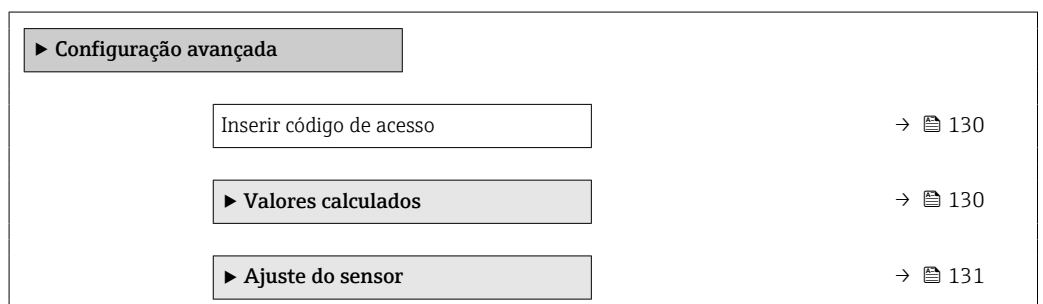 ▶ Configuração avançada
Inserir código de acesso → 130
▶ Valores calculados → 130
▶ Ajuste do sensor → 131